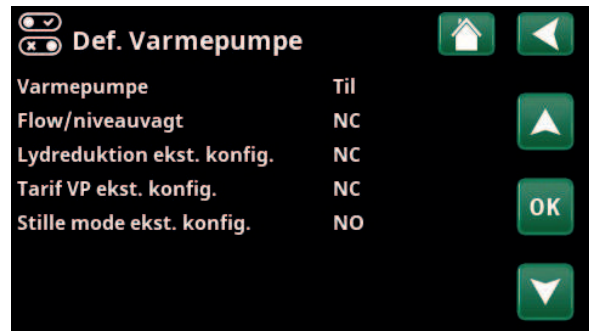 Def. Varmepumpe
Varmepumpe Til
Flow/niveauvagt NC
Lydreduktion ekst. konfig. NC
Tarif VP ekst. konfig. NC
Stille mode ekst. konfig. NO
OK